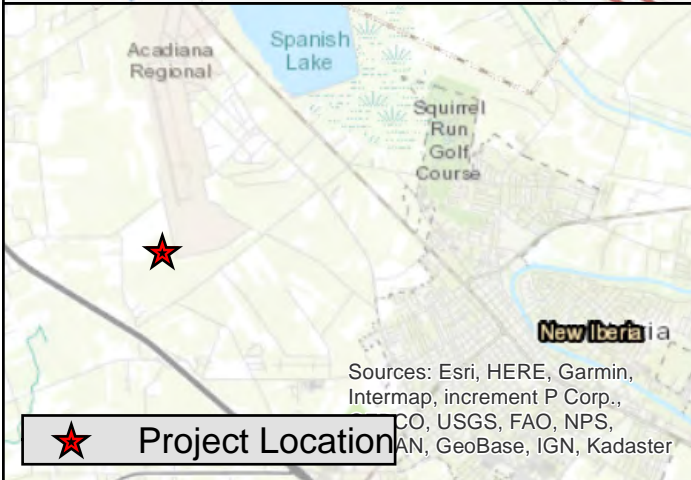 Acadiana
Regional
Spanish
Lake
Squirrel
Run
Golf
Course
New Iberia
Sources: Esri, HERE, Garmin,
Intermap, increment P Corp.,
CO, USGS, FAO, NPS,
AN, GeoBase, IGN, Kadaster
Project Location